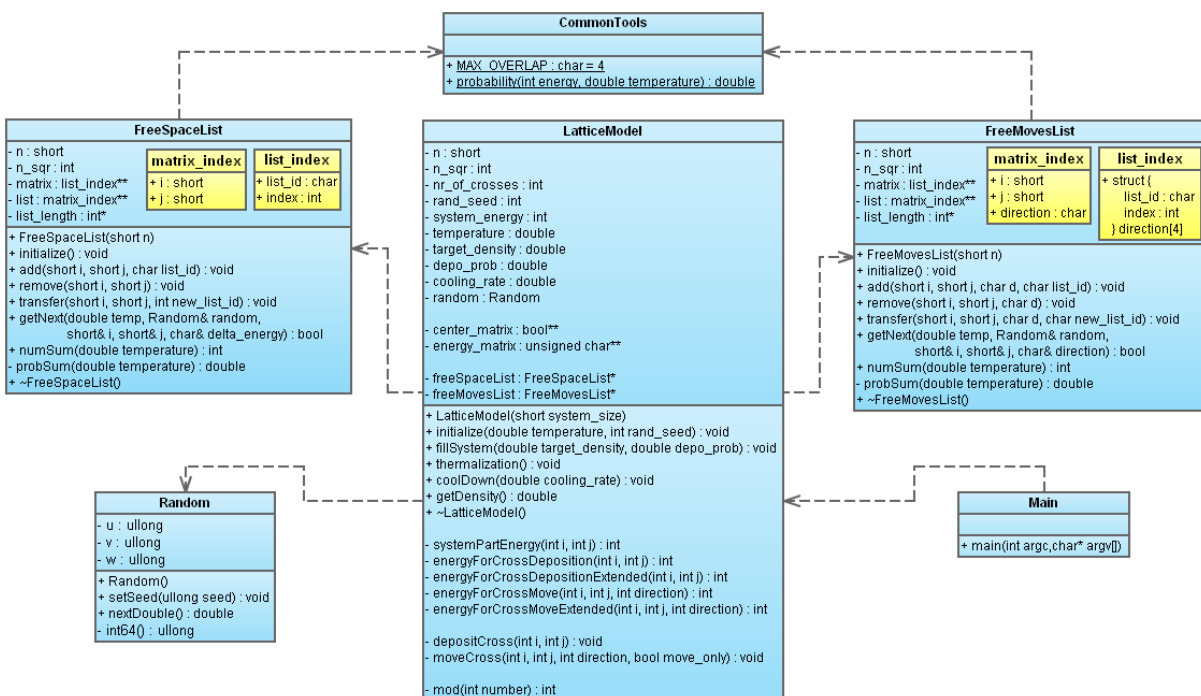 CommonTools
+ MAX_OVERLAP : char = 4
+ probability(int energy, double temperature) : double
FreeSpaceList
- n : short
- n_sqr : int
- matrix : list_index**
- list : matrix_index**
- list_length : int*
matrix_index
+ i : short
+ j : short
list_index
+ list_id : char
+ index : int
+ FreeSpaceList(short n)
+ initialize() : void
+ add(short i, short j, char list_id) : void
+ remove(short i, short j) : void
+ transfer(short i, short j, int new_list_id) : void
+ getNext(double temp, Random& random,
short& i, short& j, char& delta_energy) : bool
+ numSum(double temperature) : int
- probSum(double temperature) : double
+ ~FreeSpaceList()
LatticeModel
- n : short
- n_sqr : int
- nr_of_crosses : int
- rand_seed : int
- system_energy : int
- temperature : double
- target_density : double
- depo_prob : double
- cooling_rate : double
- random : Random
- center_matrix : bool**
- energy_matrix : unsigned char**
- freeSpaceList : FreeSpaceList*
- freeMovesList : FreeMovesList*
+ LatticeModel(short system_size)
+ initialize(double temperature, int rand_seed) : void
+ fillSystem(double target_density, double depo_prob) : void
+ thermalization() : void
+ coolDown(double cooling_rate) : void
+ getDensity() : double
+ ~LatticeModel()
- systemPartEnergy(int i, int j) : int
- energyForCrossDeposition(int i, int j) : int
- energyForCrossDepositionExtended(int i, int j) : int
- energyForCrossMove(int i, int j, int direction) : int
- energyForCrossMoveExtended(int i, int j, int direction) : int
- depositCross(int i, int j) : void
- moveCross(int i, int j, int direction, bool move_only) : void
- mod(int number) : int
FreeMovesList
- n : short
- n_sqr : int
- matrix : list_index**
- list : matrix_index**
- list_length : int*
matrix_index
+ i : short
+ j : short
+ direction : char
list_index
+ struct {
list_id : char
index : int
} direction[4]
+ FreeMovesList(short n)
+ initialize() : void
+ add(short i, short j, char d, char list_id) : void
+ remove(short i, short j, char d) : void
+ transfer(short i, short j, char d, char new_list_id) : void
+ getNext(double temp, Random& random,
short& i, short& j, char& direction) : bool
+ numSum(double temperature) : int
- probSum(double temperature) : double
+ ~FreeMovesList()
Random
- u : ullong
- v : ullong
- w : ullong
+ Random()
+ setSeed(ullong seed) : void
+ nextDouble() : double
- int64() : ullong
Main
+ main(int argc,char* argv[])